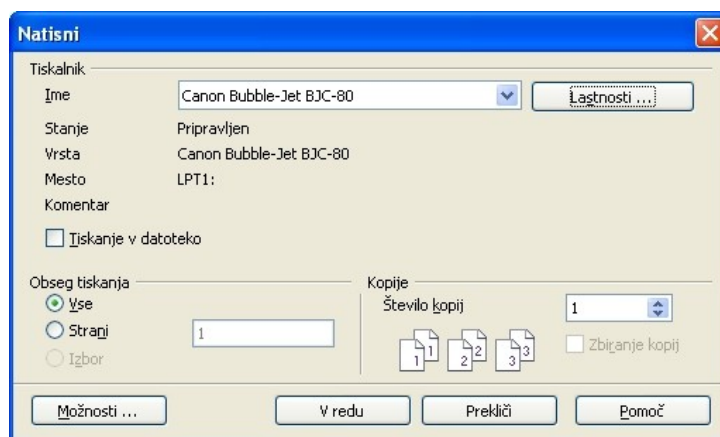 Natisni
Tiskalnik
Ime Canon Bubble-Jet BJC-80 Lastnosti ...
Stanje Pripravljen
Vrsta Canon Bubble-Jet BJC-80
Mesto LPT1:
Komentar
Tiskanje v datoteko
Obseg tiskanja Kopije
Vse Število kopij 1
Strani 1
1 1 2 2 3 3 Zbiranje kopij
Izbor
Možnosti ... V redu Prekliči Pomoč